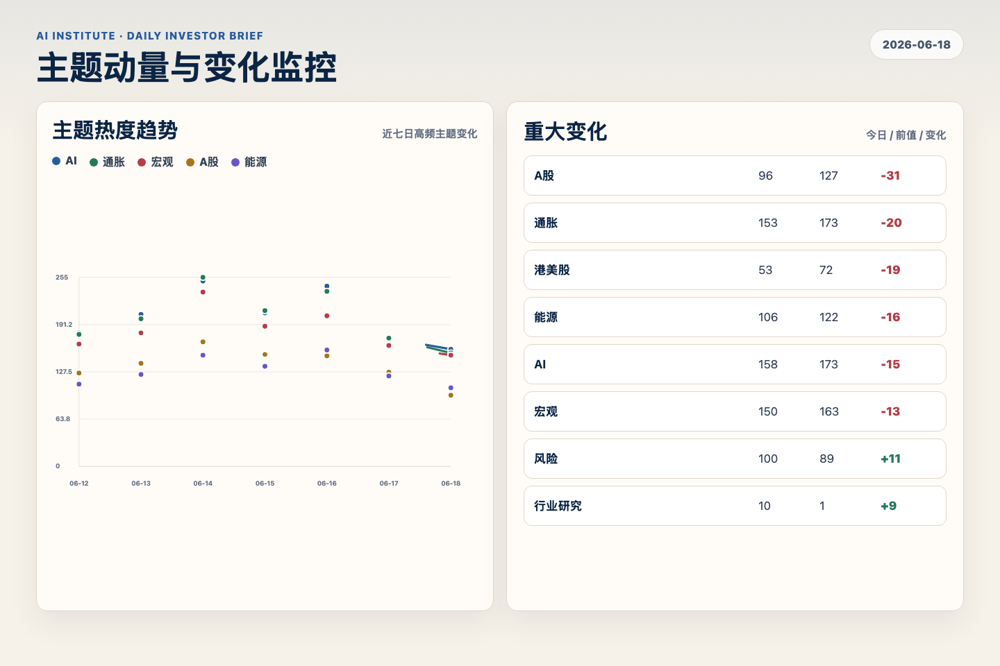 AI INSTITUTE · DAILY INVESTOR BRIEF
主题动量与变化监控
2026-06-18
主题热度趋势
近七日高频主题变化
AI 通胀 宏观 A股 能源
255
191.2
127.5
63.8
0
06-12 06-13 06-14 06-15 06-16 06-17 06-18
重大变化
今日 / 前值 / 变化
A股 96 127 -31
通胀 153 173 -20
港美股 53 72 -19
能源 106 122 -16
AI 158 173 -15
宏观 150 163 -13
风险 100 89 +11
行业研究 10 1 +9